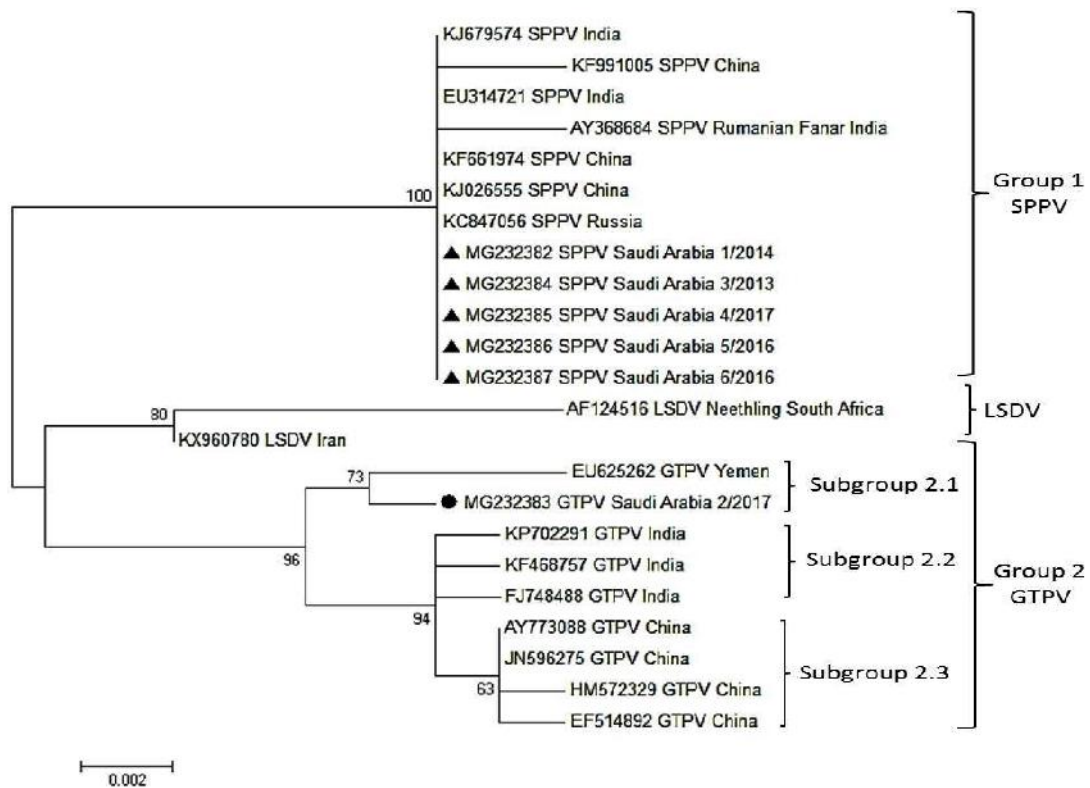 KJ679574 SPPV India
KF991005 SPPV China
EU314721 SPPV India
AY368684 SPPV Rumanian Fanar India
KF661974 SPPV China
KJ026555 SPPV China
KC847056 SPPV Russia
MG232382 SPPV Saudi Arabia 1/2014
MG232384 SPPV Saudi Arabia 3/2013
MG232385 SPPV Saudi Arabia 4/2017
MG232386 SPPV Saudi Arabia 5/2016
MG232387 SPPV Saudi Arabia 6/2016
100
Group 1
SPPV
AF124516 LSDV Neethling South Africa
KX960780 LSDV Iran
80
LSDV
EU625262 GTPV Yemen
MG232383 GTPV Saudi Arabia 2/2017
73
Subgroup 2.1
96
KP702291 GTPV India
KF468757 GTPV India
FJ748488 GTPV India
94
Subgroup 2.2
AY773088 GTPV China
JN596275 GTPV China
HM572329 GTPV China
EF514892 GTPV China
63
Subgroup 2.3
Group 2
GTPV
0.002